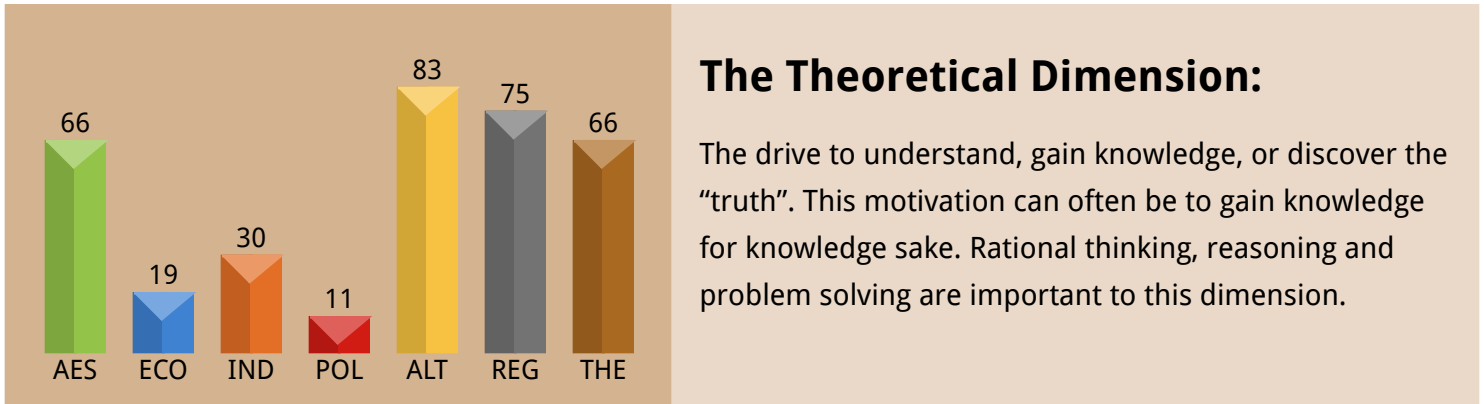 66
19
30
11
83
75
66
AES ECO IND POL ALT REG THE
The Theoretical Dimension:
The drive to understand, gain knowledge, or discover the
“truth”. This motivation can often be to gain knowledge
for knowledge sake. Rational thinking, reasoning and
problem solving are important to this dimension.